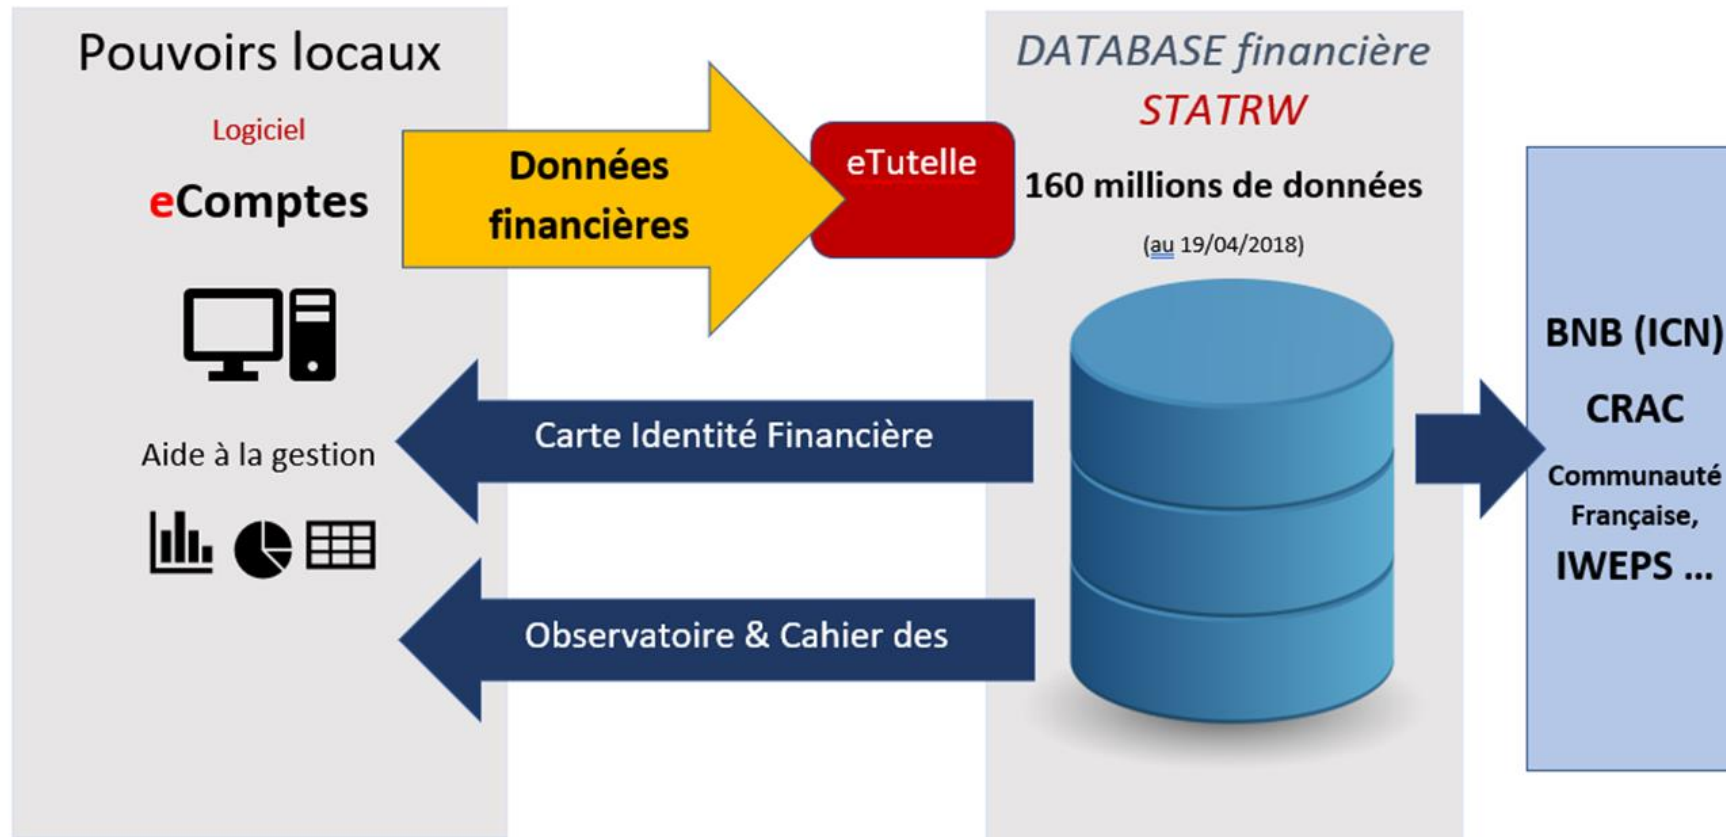 Pouvoirs locaux
Logiciel
eComptes
Aide à la gestion
Données
financières
eTutelle
Carte Identité Financière
Observatoire & Cahier des
DATABASE financière
STATRW
160 millions de données
(au 19/04/2018)
BNB (ICN)
CRAC
Communauté
Française,
IWEPS ...